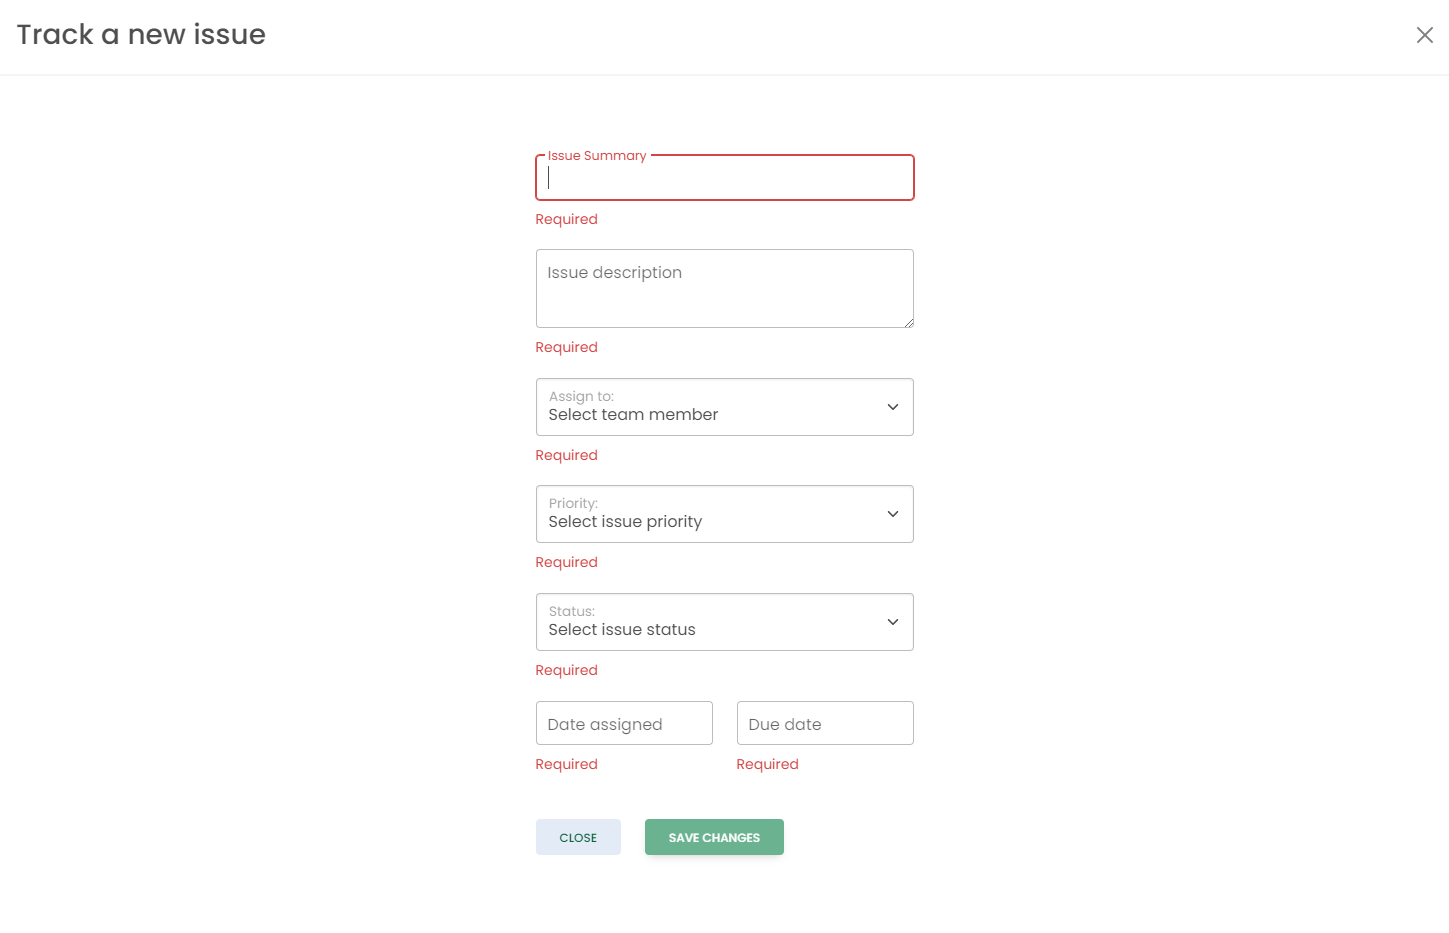 Track a new issue
Issue Summary
Required
Issue description
Required
Assign to:
Select team member
Required
Priority:
Select issue priority
Required
Status:
Select issue status
Required
Date assigned
Due date
Required
Required
CLOSE
SAVE CHANGES